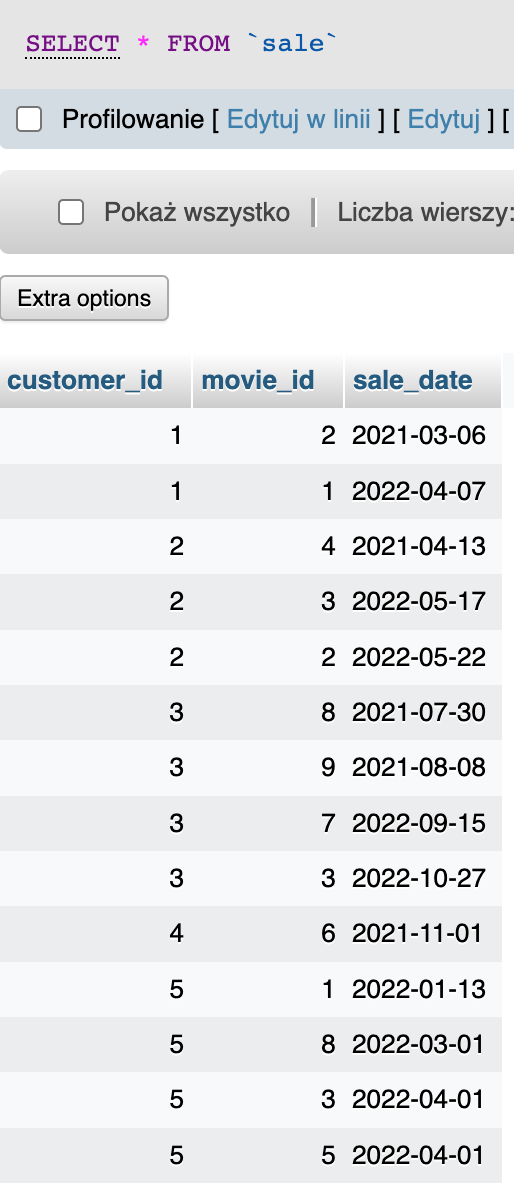 SELECT * FROM `sale`
Profilowanie [ Edytuj w linii ] [ Edytuj ] [
Pokaż wszystko | Liczba wierszy:
Extra options
customer_id movie_id sale_date
1 2 2021-03-06
1 1 2022-04-07
2 4 2021-04-13
2 3 2022-05-17
2 2 2022-05-22
3 8 2021-07-30
3 9 2021-08-08
3 7 2022-09-15
3 3 2022-10-27
4 6 2021-11-01
5 1 2022-01-13
5 8 2022-03-01
5 3 2022-04-01
5 5 2022-04-01